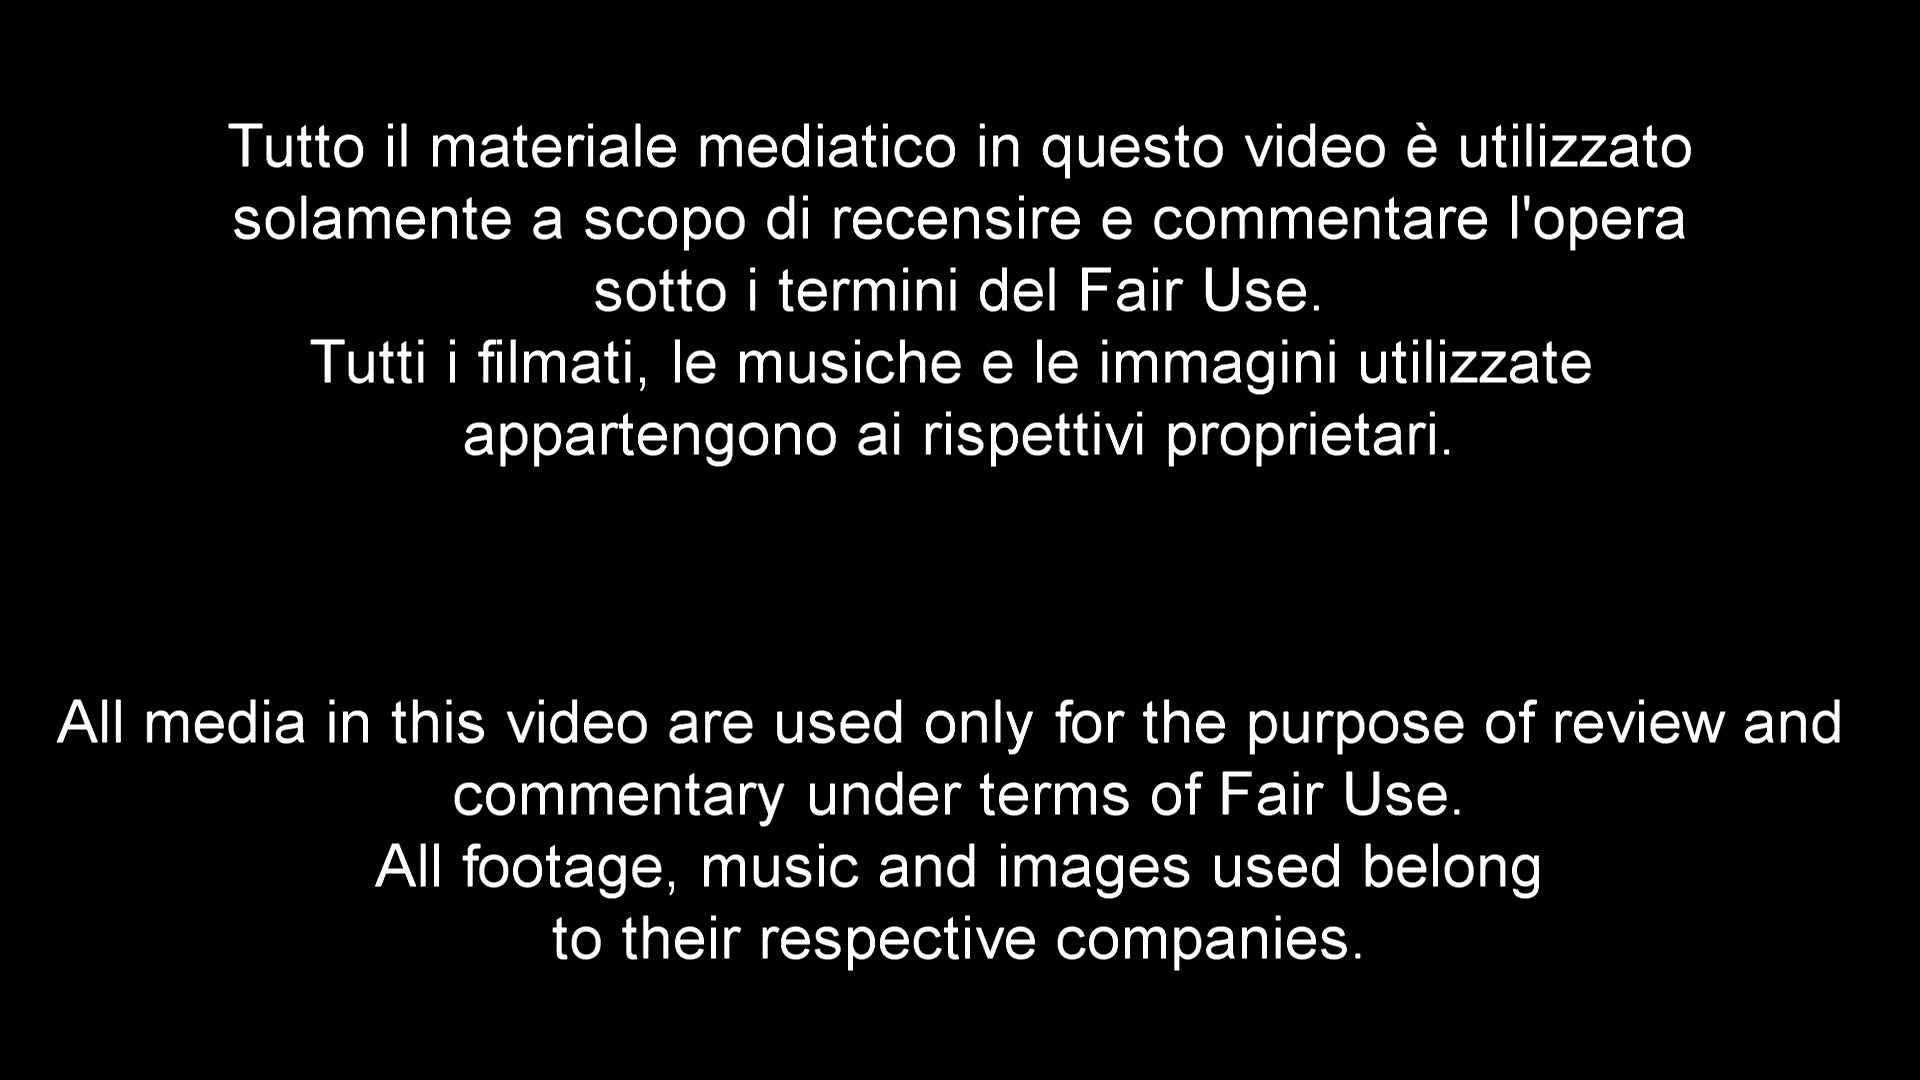 Tutto il materiale mediatico in questo video è utilizzato
solamente a scopo di recensire e commentare l'opera
sotto i termini del Fair Use.
Tutti i filmati, le musiche e le immagini utilizzate
appartengono ai rispettivi proprietari.
All media in this video are used only for the purpose of review and
commentary under terms of Fair Use.
All footage, music and images used belong
to their respective companies.